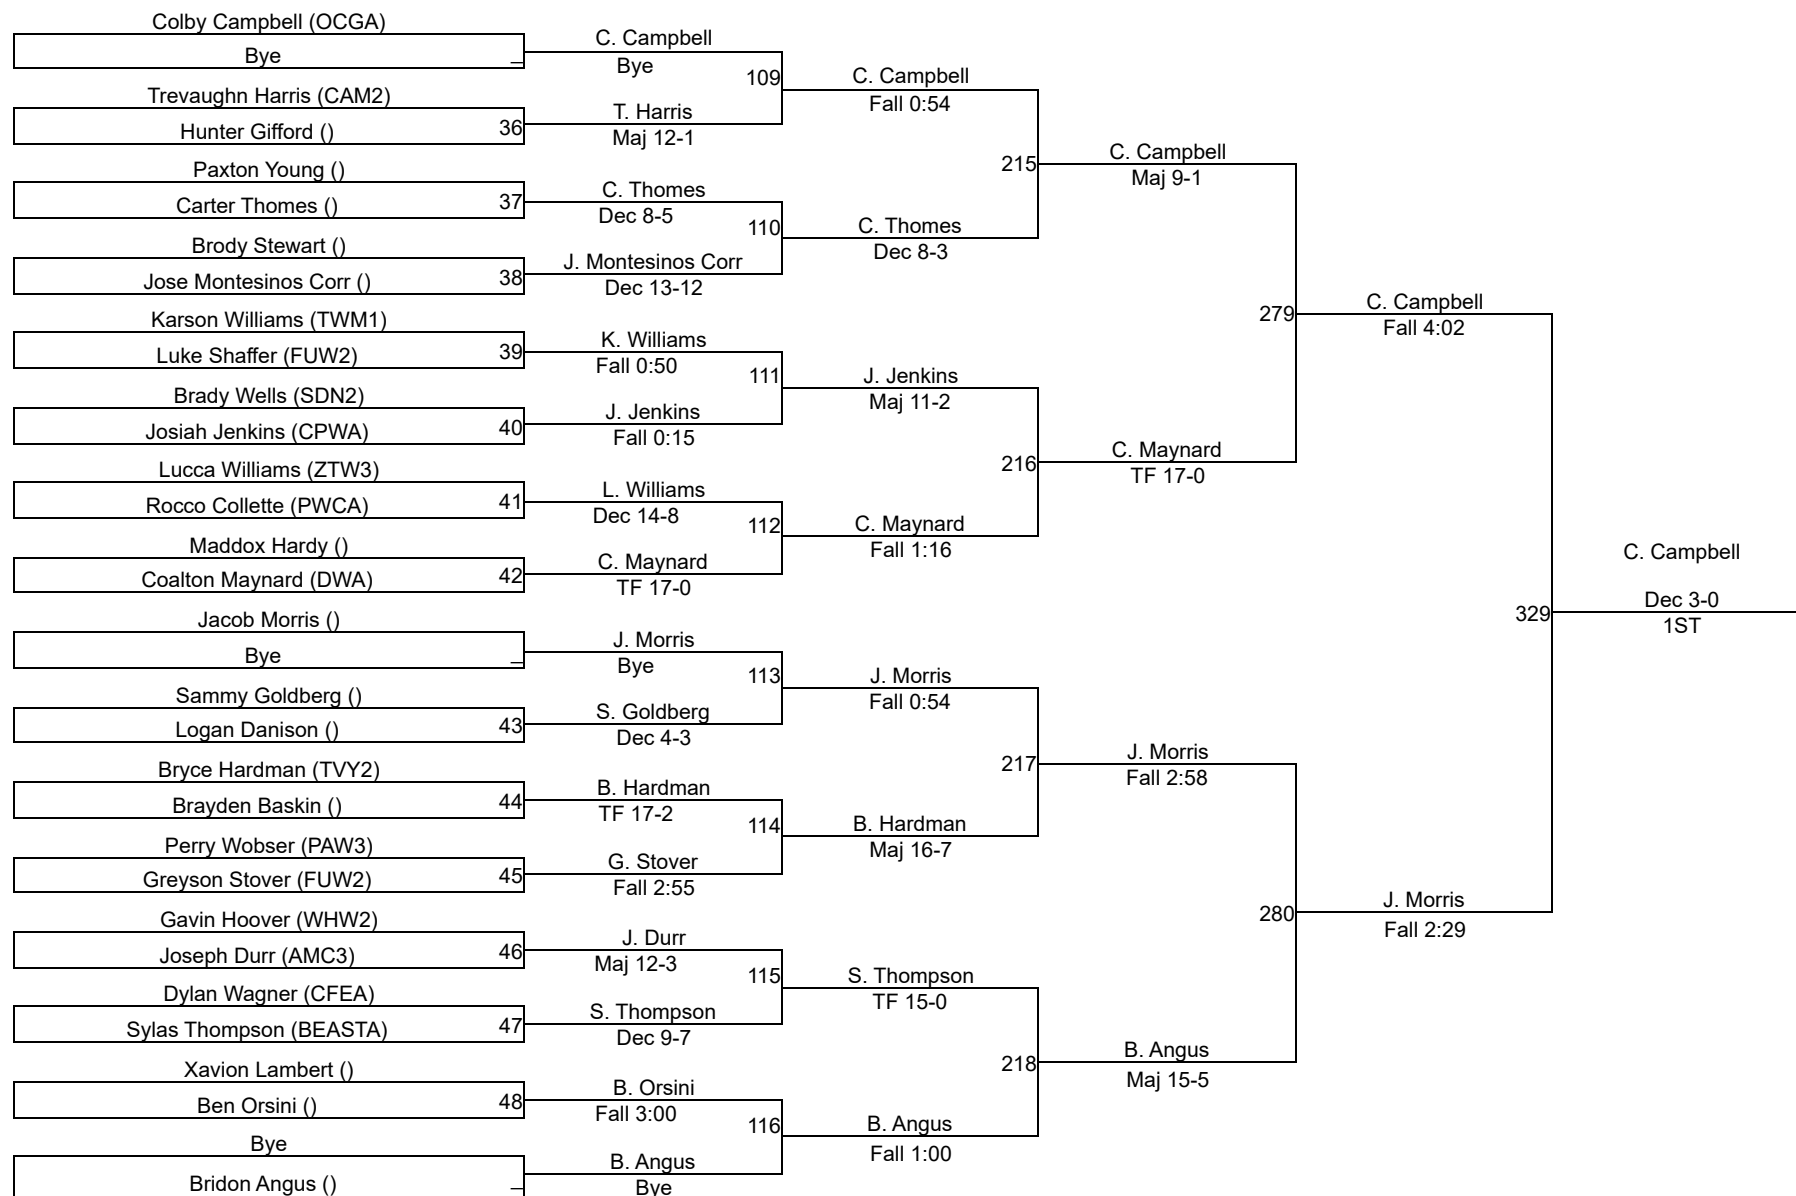 Colby Campbell (OCGA)
Bye
_
Trevaughn Harris (CAM2)
Hunter Gifford ()
36
Paxton Young ()
Carter Thomes ()
37
Brody Stewart ()
Jose Montesinos Corr ()
38
Karson Williams (TWM1)
Luke Shaffer (FUW2)
39
Brady Wells (SDN2)
Josiah Jenkins (CPWA)
40
Lucca Williams (ZTW3)
Rocco Collette (PWCA)
41
Maddox Hardy ()
Coalton Maynard (DWA)
42
Jacob Morris ()
Bye
_
Sammy Goldberg ()
Logan Danison ()
43
Bryce Hardman (TVY2)
Brayden Baskin ()
44
Perry Wobser (PAW3)
Greyson Stover (FUW2)
45
Gavin Hoover (WHW2)
Joseph Durr (AMC3)
46
Dylan Wagner (CFEA)
Sylas Thompson (BEASTA)
47
Xavion Lambert ()
Ben Orsini ()
48
Bye
Bridon Angus ()
_
C. Campbell
Bye
109
T. Harris
Maj 12-1
C. Thomes
Dec 8-5
110
J. Montesinos Corr
Dec 13-12
K. Williams
Fall 0:50
111
J. Jenkins
Fall 0:15
L. Williams
Dec 14-8
112
C. Maynard
TF 17-0
J. Morris
Bye
113
S. Goldberg
Dec 4-3
B. Hardman
TF 17-2
114
G. Stover
Fall 2:55
J. Durr
Maj 12-3
115
S. Thompson
Dec 9-7
B. Orsini
Fall 3:00
116
B. Angus
Bye
C. Campbell
Fall 0:54
215
C. Thomes
Dec 8-3
J. Jenkins
Maj 11-2
216
C. Maynard
Fall 1:16
J. Morris
Fall 0:54
217
B. Hardman
Maj 16-7
S. Thompson
TF 15-0
218
B. Angus
Fall 1:00
C. Campbell
Maj 9-1
279
C. Maynard
TF 17-0
J. Morris
Fall 2:58
280
B. Angus
Maj 15-5
C. Campbell
Fall 4:02
329
J. Morris
Fall 2:29
C. Campbell
Dec 3-0
1ST